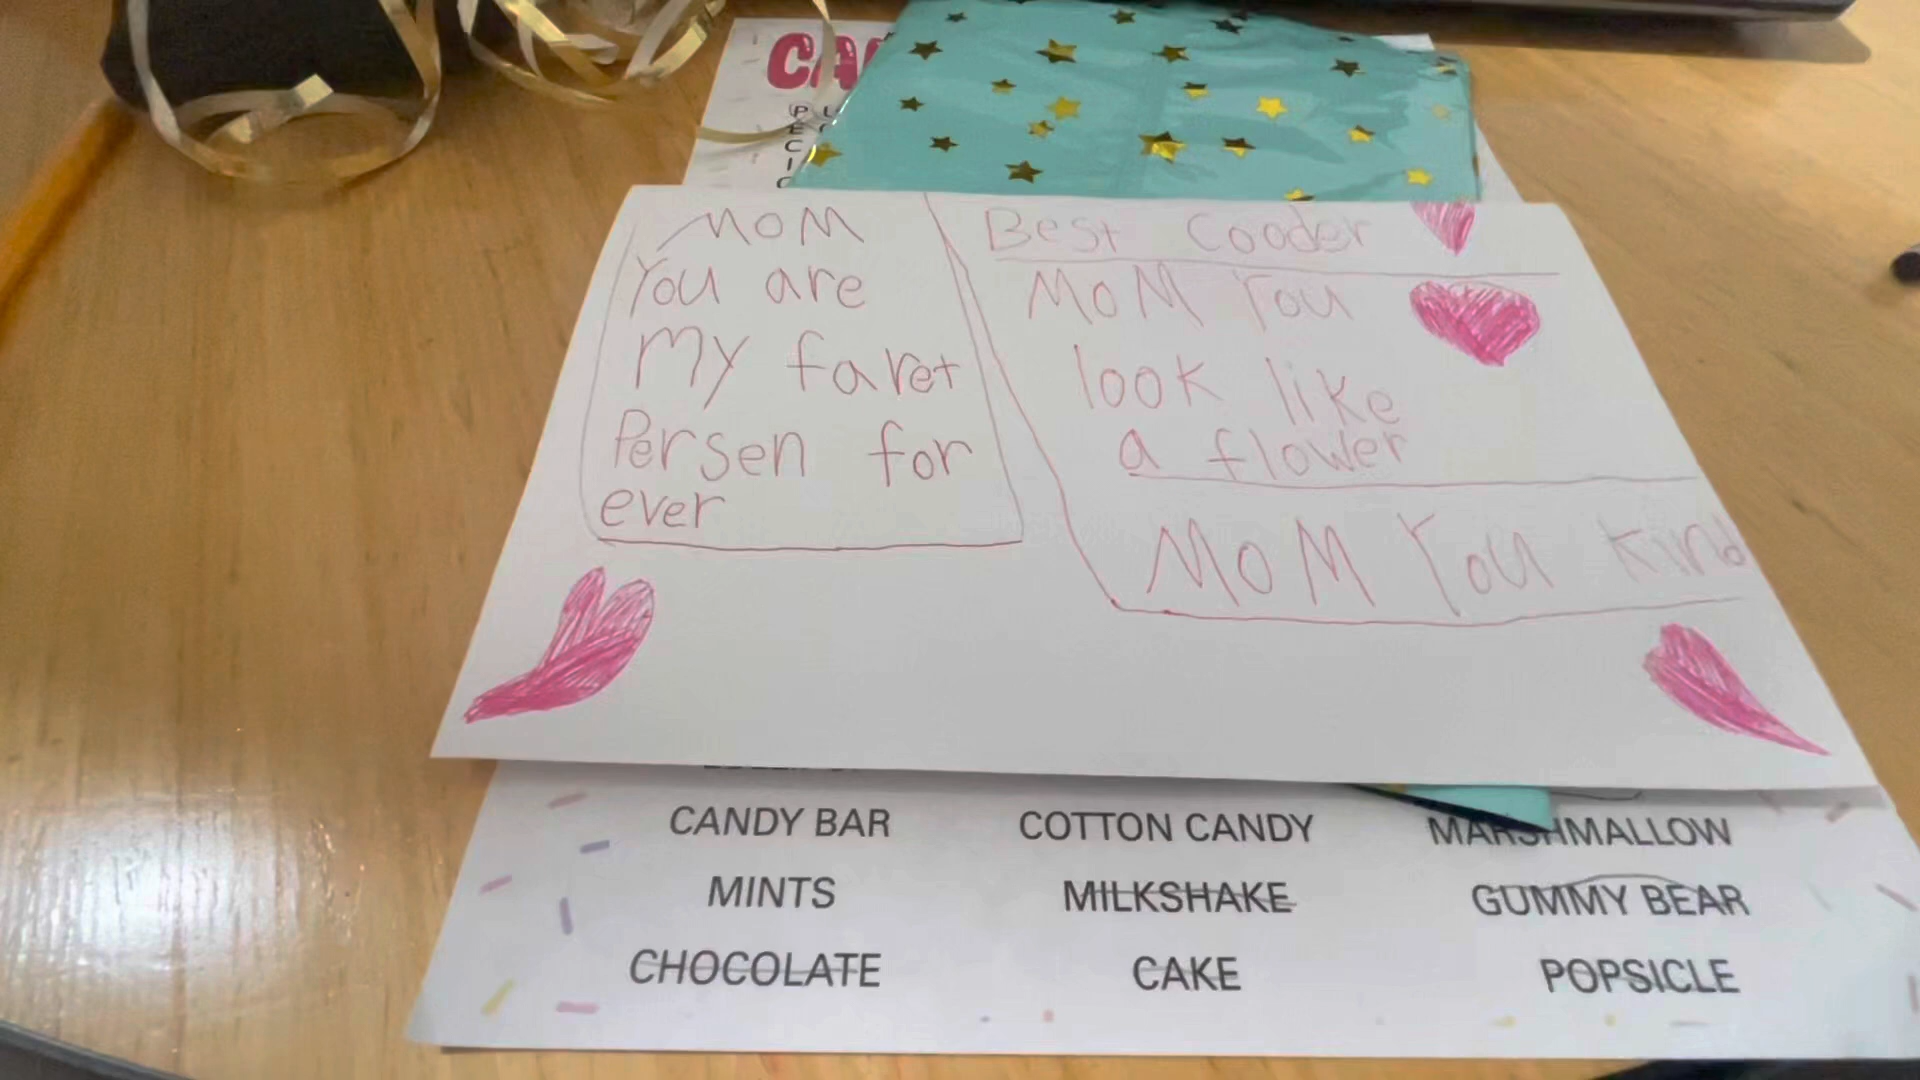 MOM
You are
My favet
Persen for
ever
Best Cooder
MOM You
look like
a flower
MOM You kind
CANDY BAR COTTON CANDY MARSHMALLOW
MINTS MILKSHAKE GUMMY BEAR
CHOCOLATE CAKE POPSICLE